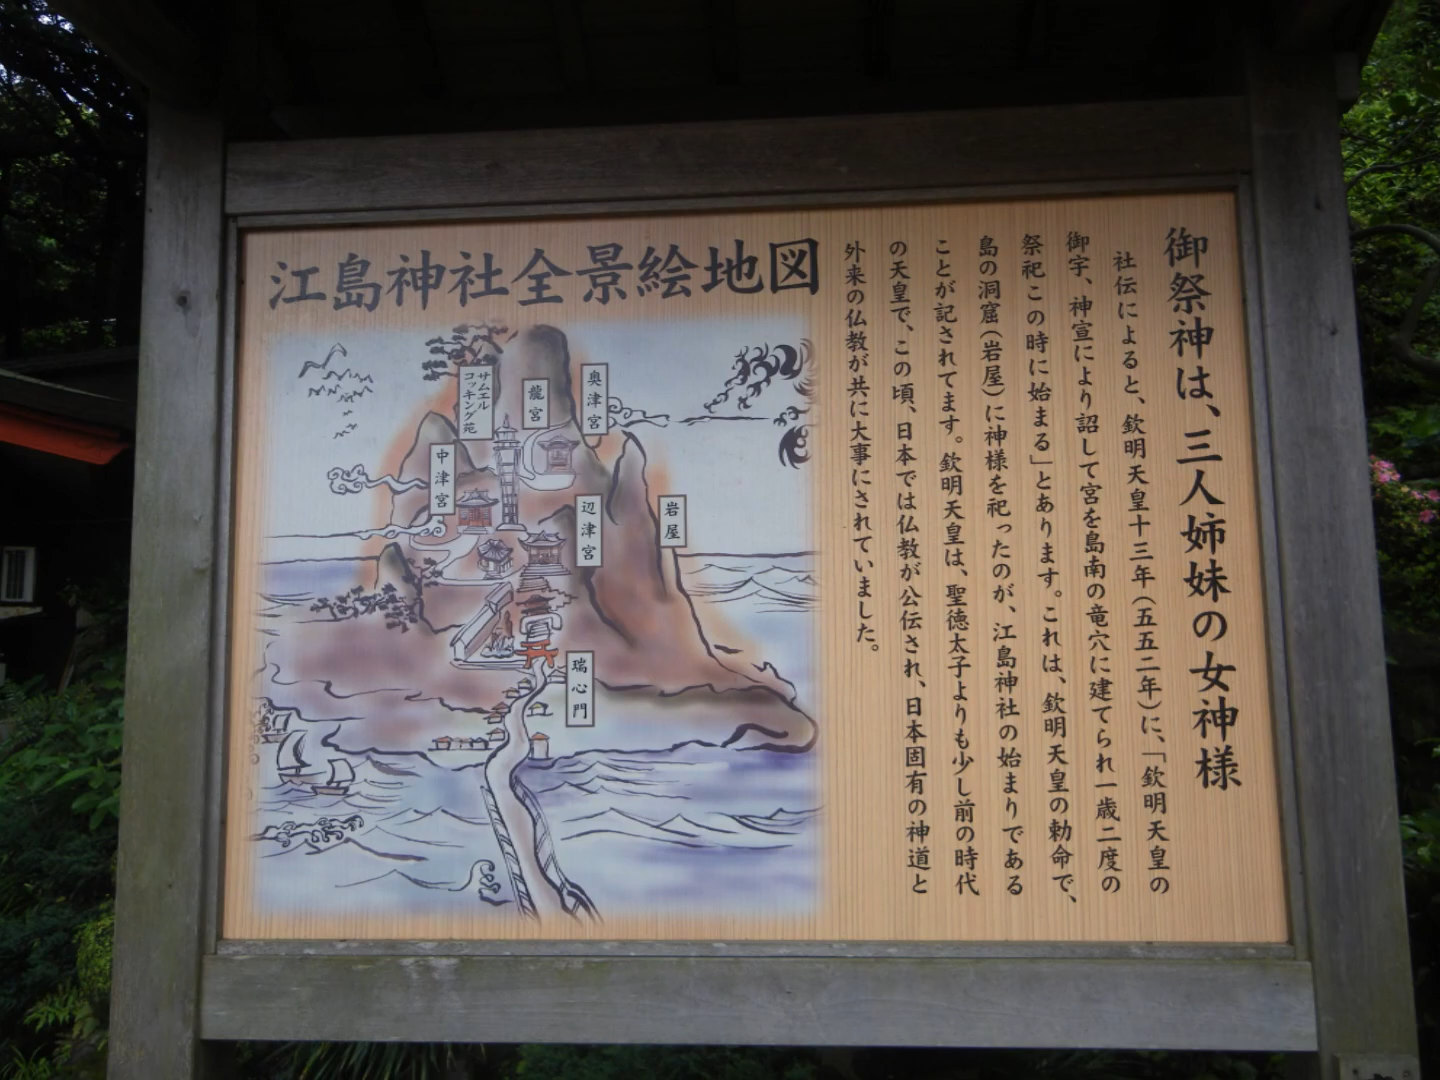 御祭神は、三人姉妹の女神様
社伝によると、欽明天皇十三年(五五二年)に、「欽明天皇の
御宇、神宣により詔して宮を島南の竜穴に建てられ一歳二度の
祭祀この時に始まる」とあります。これは、欽明天皇の勅命で、
島の洞窟(岩屋)に神様を祀ったのが、江島神社の始まりである
ことが記されてます。欽明天皇は、聖徳太子よりも少し前の時代
の天皇で、この頃、日本では仏教が公伝され、日本固有の神道と
外来の仏教が共に大事にされていました。
江島神社全景絵地図
奥津宮
龍宮
サムエル
コッキング苑
中津宮
辺津宮
岩屋
瑞心門